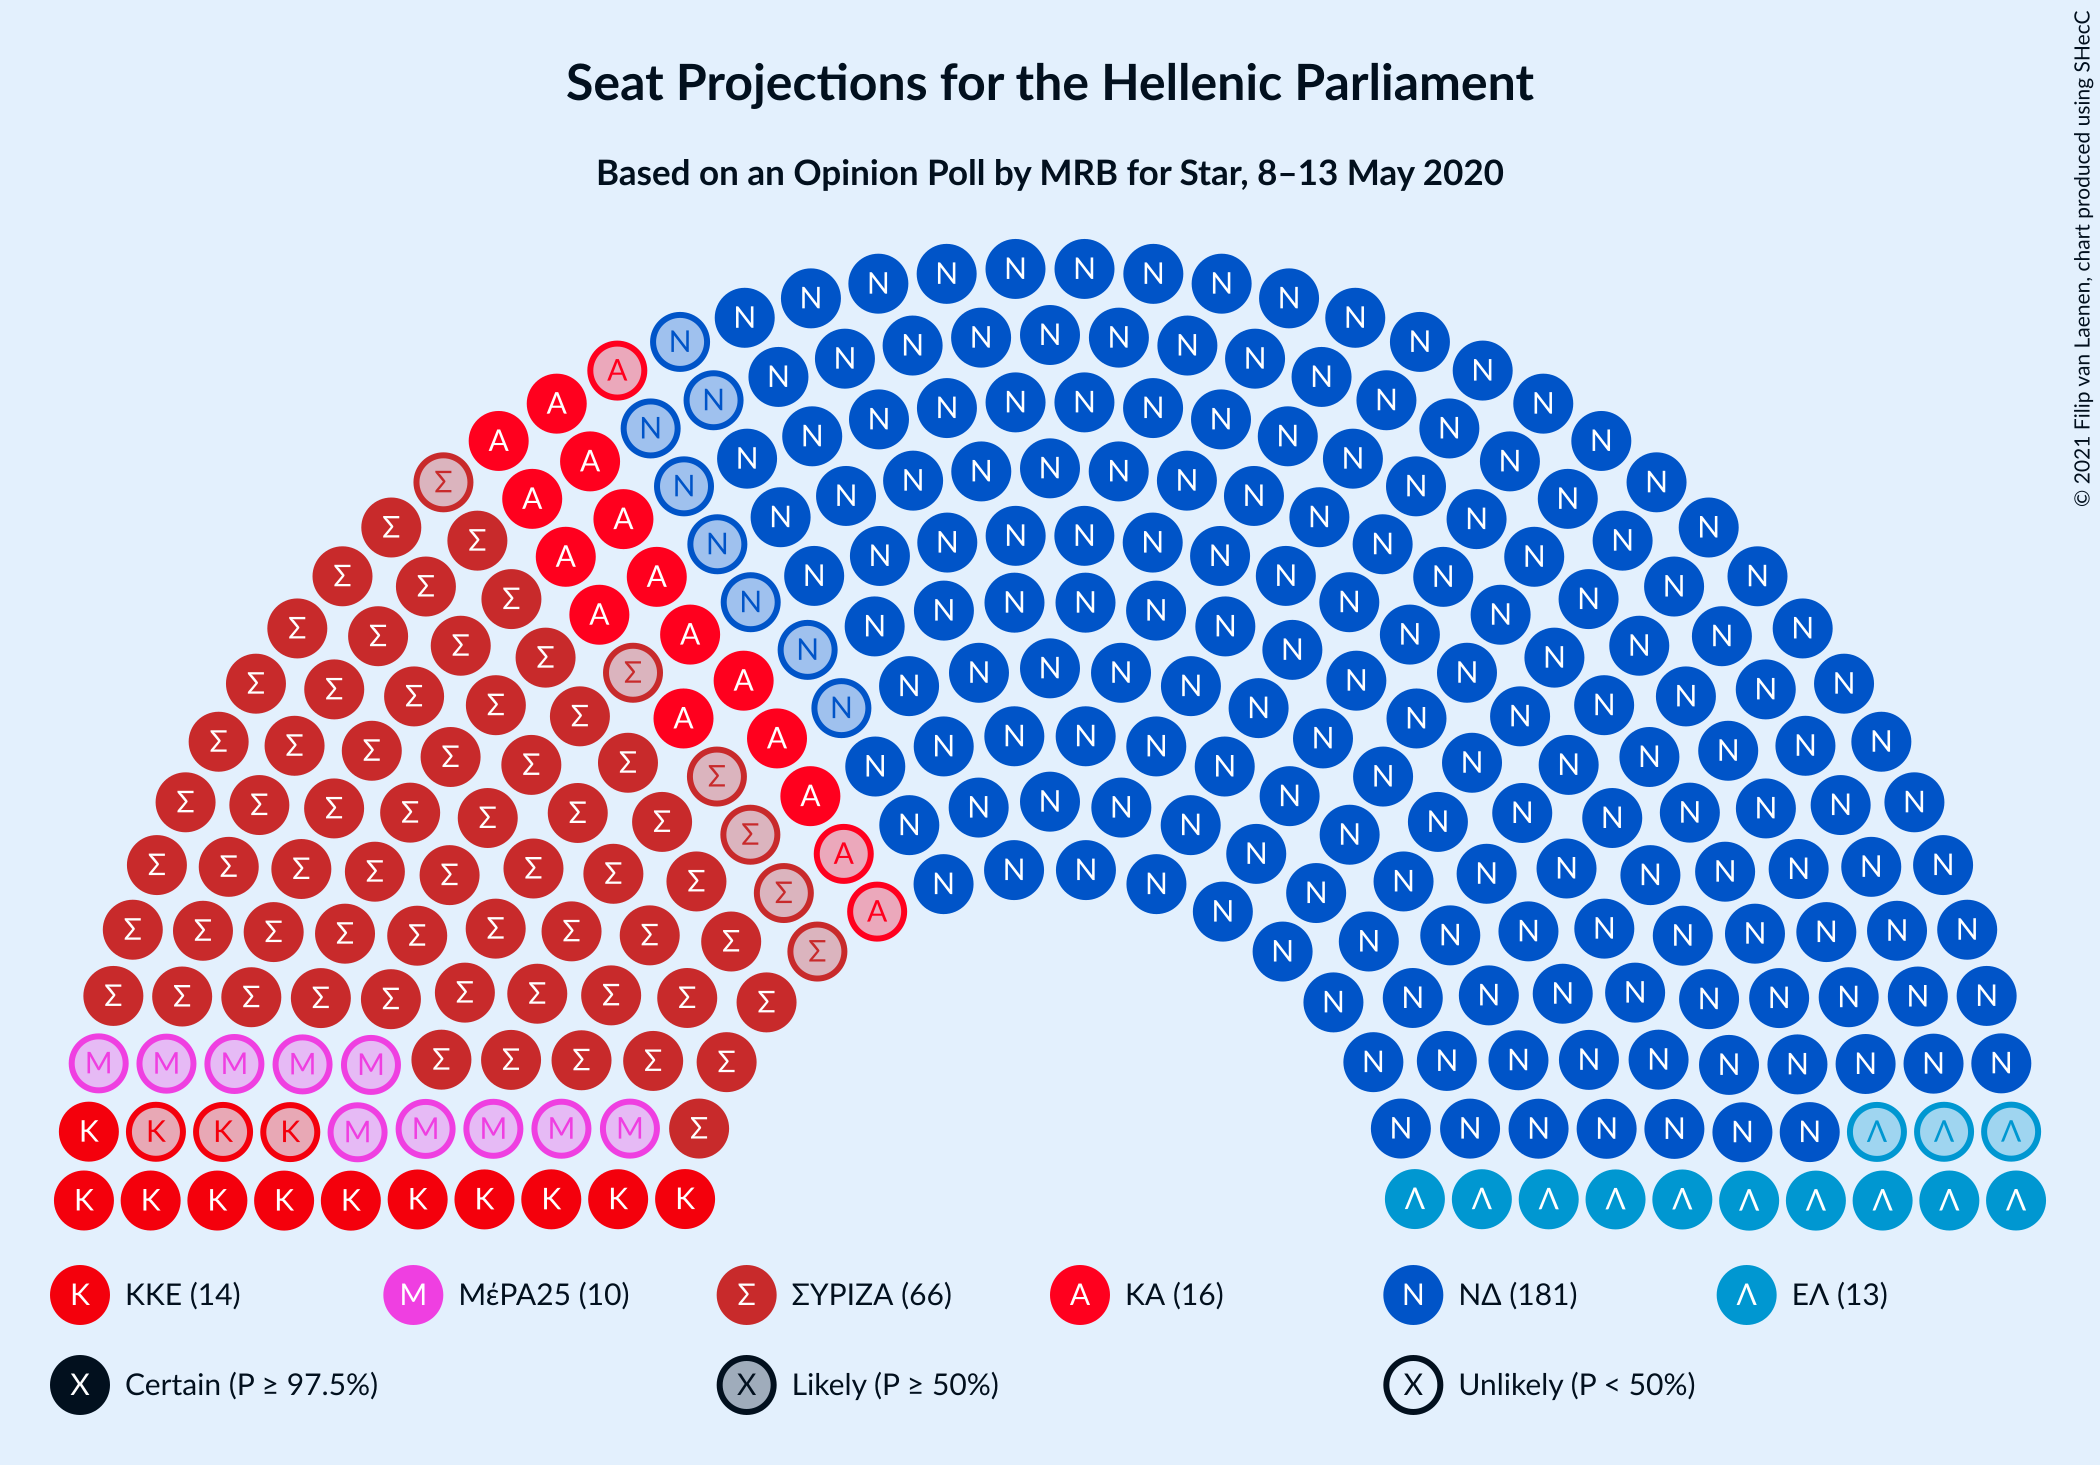 Seat Projections for the Hellenic Parliament
Based on an Opinion Poll by MRB for Star, 8–13 May 2020
© 2021 Filip van Laenen, chart produced using SHecC
K ΚΚΕ (14) M ΜέΡΑ25 (10) Σ ΣΥΡΙΖΑ (66) A ΚΑ (16) N ΝΔ (181) Λ ΕΛ (13)
X Certain (P ≥ 97.5%) X Likely (P ≥ 50%) X Unlikely (P < 50%)